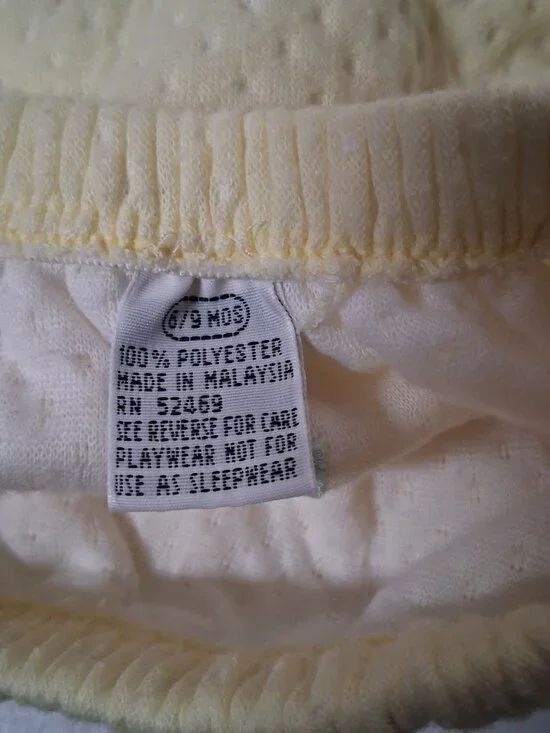 6/9 MOS
100% POLYESTER
MADE IN MALAYSIA
RN 52469
SEE REVERSE FOR CARE
PLAYWEAR NOT FOR
USE AS SLEEPWEAR